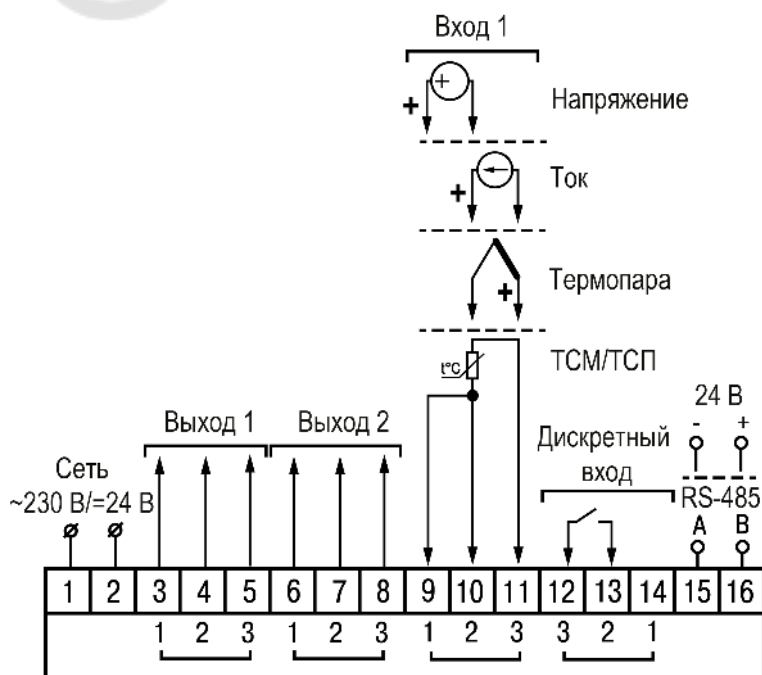 Вход 1
+
+
Напряжение
+
Ток
+
Термопара
t°C
ТСМ/ТСП
24 В
- +
Выход 1 Выход 2
Дискретный
вход
Сеть
~230 В/=24 В
RS-485
A B
1 2 3 4 5 6 7 8 9 10 11 12 13 14 15 16
1 2 3 1 2 3 1 2 3 3 2 1